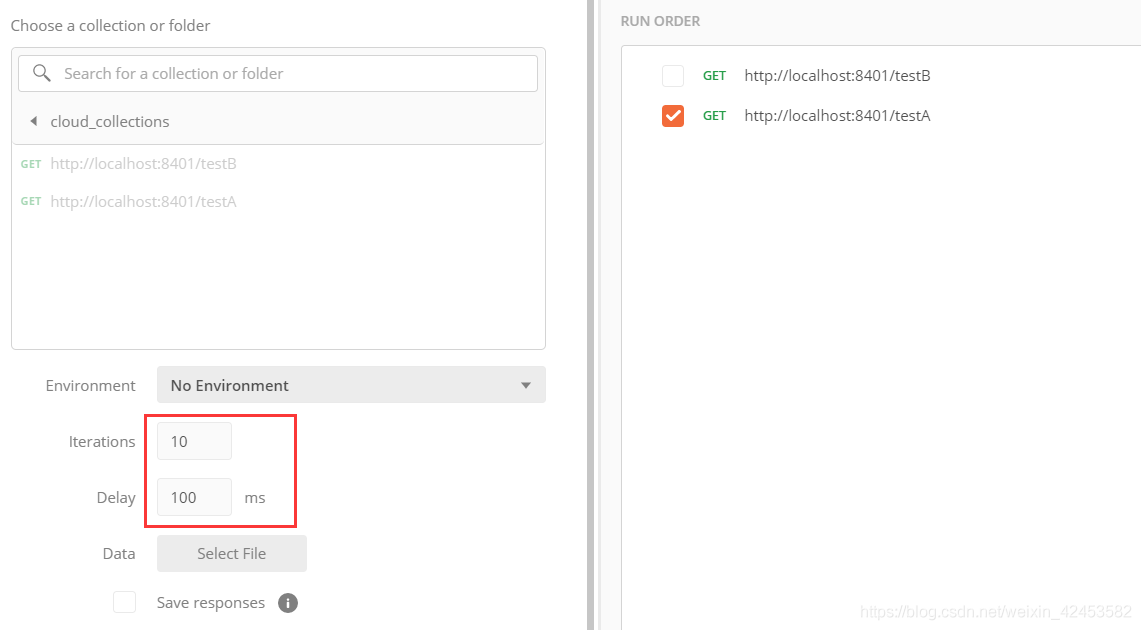 Choose a collection or folder
Search for a collection or folder
cloud_collections
GET http://localhost:8401/testB
GET http://localhost:8401/testA
Environment No Environment
Iterations 10
Delay 100 ms
Data Select File
Save responses
RUN ORDER
GET http://localhost:8401/testB
GET http://localhost:8401/testA
https://blog.csdn.net/weixin_42453582